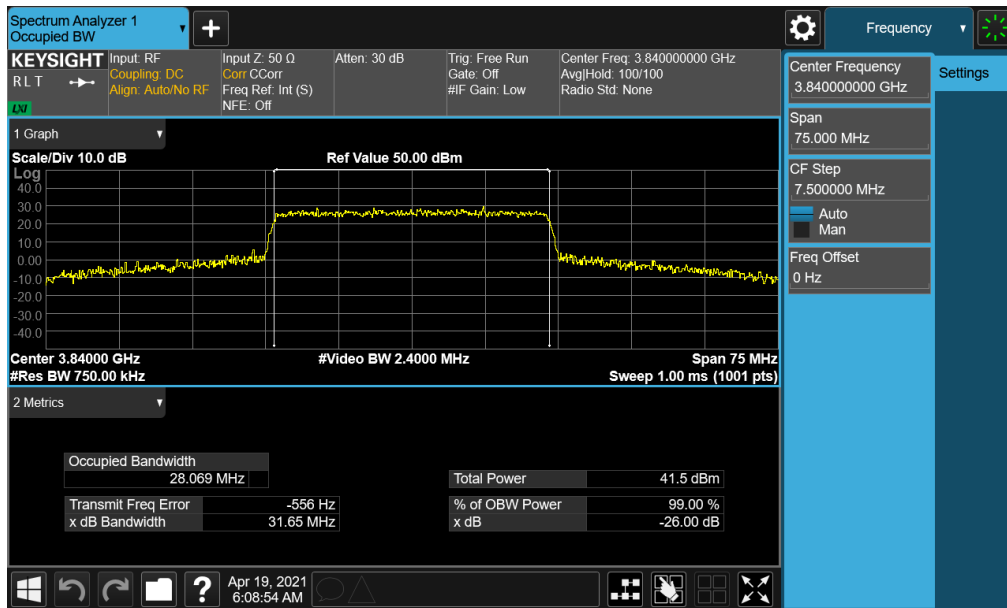 Spectrum Analyzer 1
Occupied BW
+
Frequency
KEYSIGHT
RLT
LXI
Input: RF
Coupling: DC
Align: Auto/No RF
Input Z: 50 Ω
Corr CCorr
Freq Ref: Int (S)
NFE: Off
Atten: 30 dB
Trig: Free Run
Gate: Off
#IF Gain: Low
Center Freq: 3.840000000 GHz
Avg|Hold: 100/100
Radio Std: None
Center Frequency
3.840000000 GHz
Settings
Span
75.000 MHz
CF Step
7.500000 MHz
Auto
Man
Freq Offset
0 Hz
1 Graph
Scale/Div 10.0 dB
Ref Value 50.00 dBm
Log
40.0
30.0
20.0
10.0
0.00
-10.0
-20.0
-30.0
-40.0
Center 3.84000 GHz
#Video BW 2.4000 MHz
Span 75 MHz
#Res BW 750.00 kHz
Sweep 1.00 ms (1001 pts)
2 Metrics
Occupied Bandwidth
28.069 MHz
Total Power 41.5 dBm
Transmit Freq Error -556 Hz
% of OBW Power 99.00 %
x dB Bandwidth 31.65 MHz
x dB -26.00 dB
?
Apr 19, 2021
6:08:54 AM